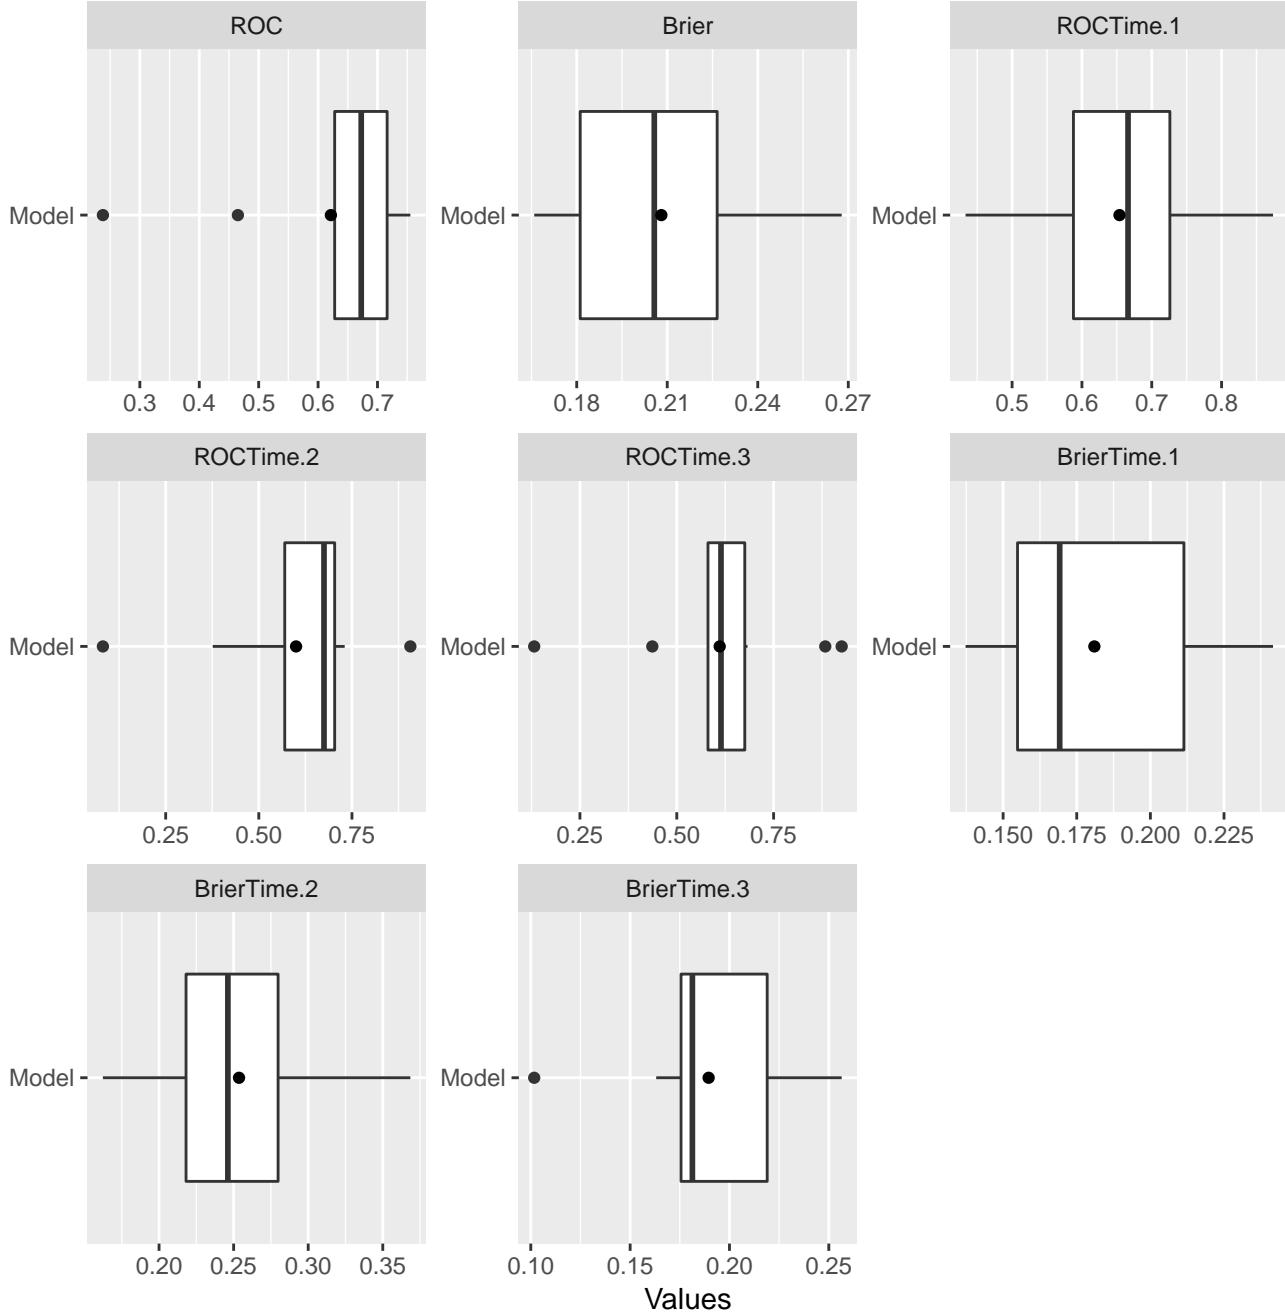 ROC Brier ROCTime.1
Model Model Model
0.3 0.4 0.5 0.6 0.7 0.18 0.21 0.24 0.27 0.5 0.6 0.7 0.8
ROCTime.2 ROCTime.3 BrierTime.1
Model Model Model
0.25 0.50 0.75 0.25 0.50 0.75 0.150 0.175 0.200 0.225
BrierTime.2 BrierTime.3
Model Model
0.20 0.25 0.30 0.35 0.10 0.15 0.20 0.25
Values